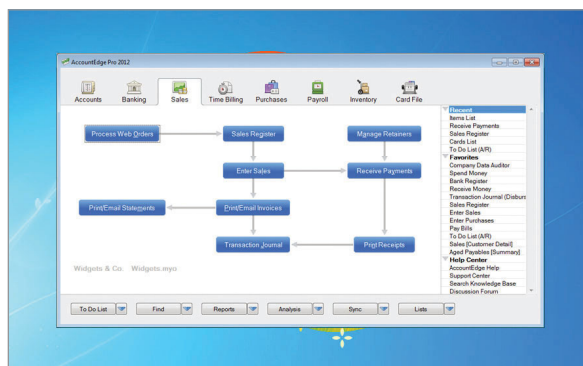 AccountEdge Pro 2012
Accounts
Banking
Sales
Time Billing
Purchases
Payroll
Inventory
Card File
Process Web Orders
Sales Register
Manage Retainers
Enter Sales
Receive Payments
Print/Email Statements
Print/Email Invoices
Transaction Journal
Print Receipts
Widgets & Co. Widgets.myo
Recent
Items List
Receive Payments
Sales Register
Cards List
To Do List (A/R)
Favorites
Company Data Auditor
Spend Money
Bank Register
Receive Money
Transaction Journal (Disburs
Sales Register
Enter Sales
Enter Purchases
Pay Bills
To Do List (A/R)
Sales [Customer Detail]
Aged Payables [Summary]
Help Center
AccountEdge Help
Support Center
Search Knowledge Base
Discussion Forum
To Do List
Find
Reports
Analysis
Sync
Lists